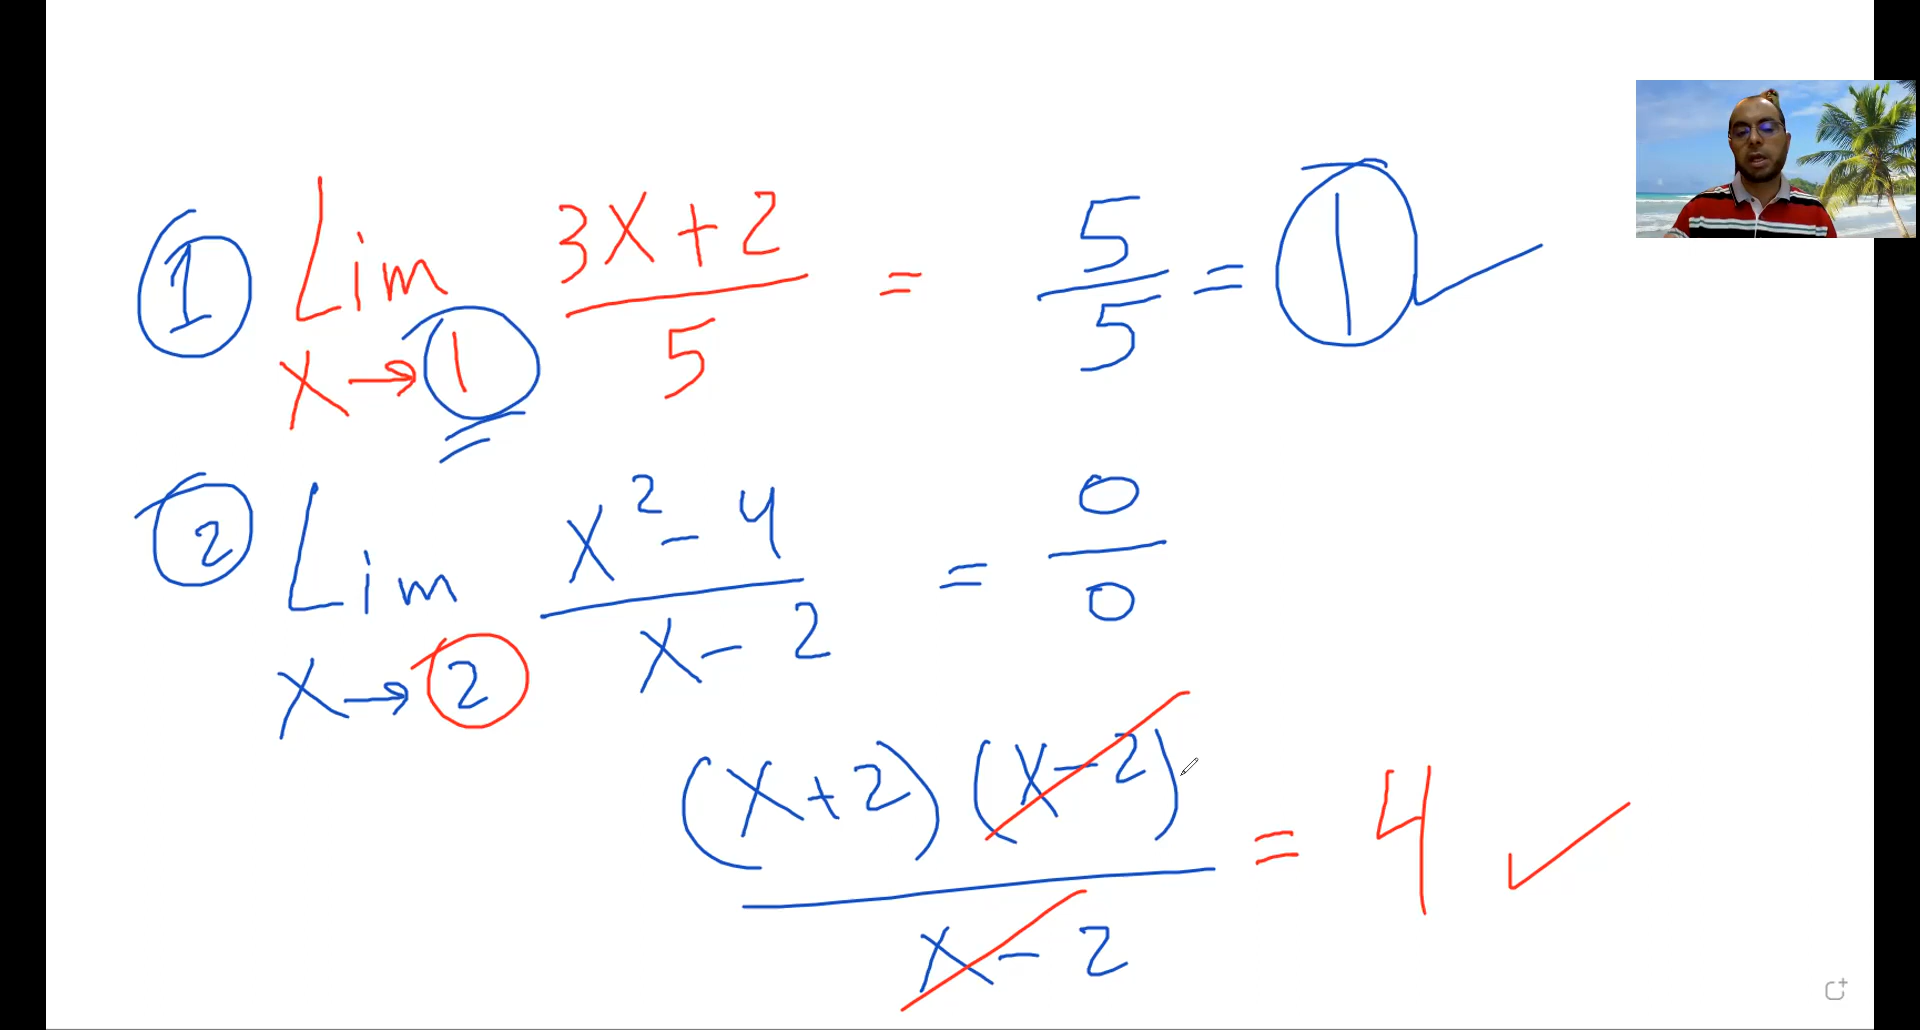 1 Lim 3x+2 / 5 = 5 / 5 = 1
x → 1
2 Lim x² - 4 / x - 2 = 0 / 0
x → 2
(x+2) (x-2) / x - 2 = 4